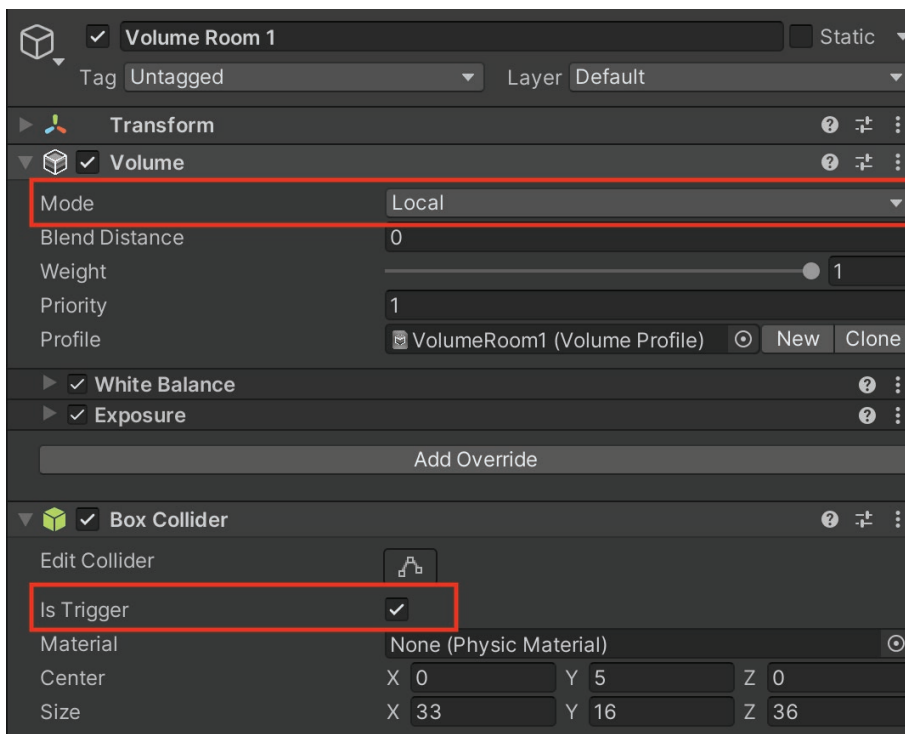 Volume Room 1 Static
Tag Untagged Layer Default
Transform
Volume
Mode Local
Blend Distance 0
Weight 1
Priority 1
Profile VolumeRoom1 (Volume Profile) New Clone
White Balance
Exposure
Add Override
Box Collider
Edit Collider
Is Trigger
Material None (Physic Material)
Center X 0 Y 5 Z 0
Size X 33 Y 16 Z 36